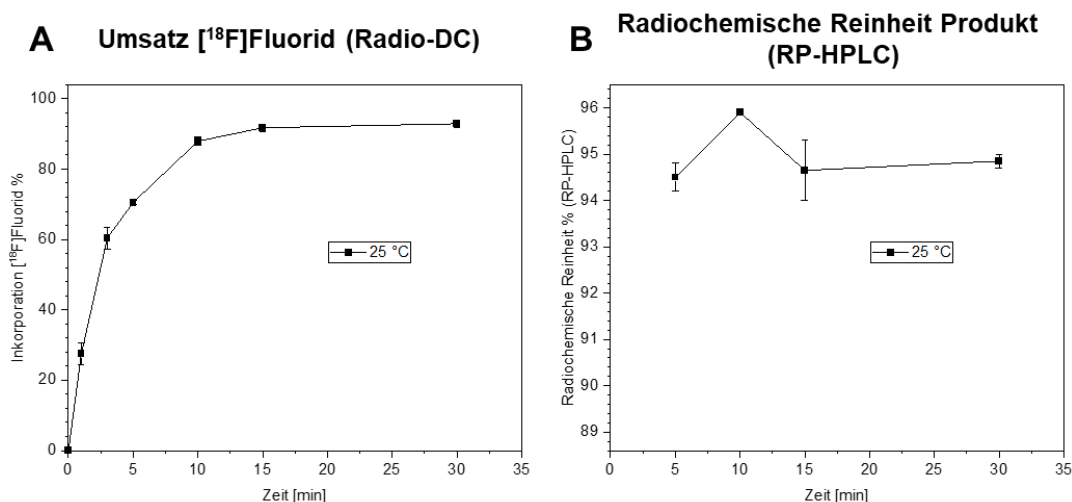 A
Umsatz [¹⁸F]Fluorid (Radio-DC)
Inkorporation [¹⁸F]Fluorid %
100
80
60
40
20
0
25 °C
0 5 10 15 20 25 30 35
Zeit [min]
B
Radiochemische Reinheit Produkt
(RP-HPLC)
Radiochemische Reinheit % (RP-HPLC)
96
95
94
93
92
91
90
89
25 °C
0 5 10 15 20 25 30 35
Zeit [min]